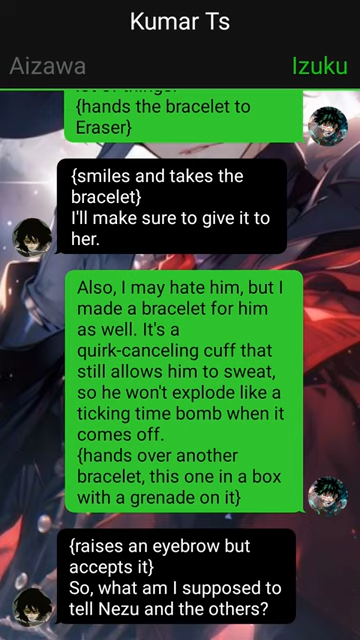 Kumar Ts
Aizawa
Izuku
{hands the bracelet to
Eraser}
{smiles and takes the
bracelet}
I'll make sure to give it to
her.
Also, I may hate him, but I
made a bracelet for him
as well. It's a
quirk-canceling cuff that
still allows him to sweat,
so he won't explode like a
ticking time bomb when it
comes off.
{hands over another
bracelet, this one in a box
with a grenade on it}
{raises an eyebrow but
accepts it}
So, what am I supposed to
tell Nezu and the others?